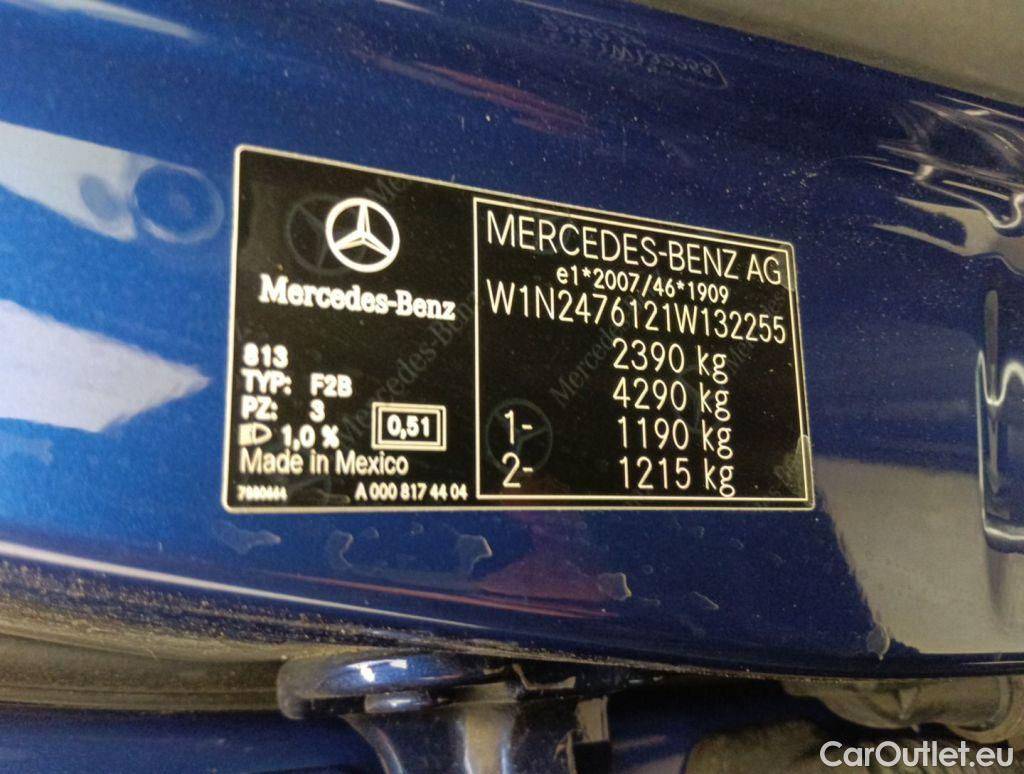 Mercedes-Benz
813
TYP: F2B
PZ: 3
1,0 %
0,51
Made in Mexico
A 000 817 44 04
MERCEDES-BENZ AG
e1*2007/46*1909
W1N2476121W132255
2390 kg
4290 kg
1- 1190 kg
2- 1215 kg
CarOutlet.eu